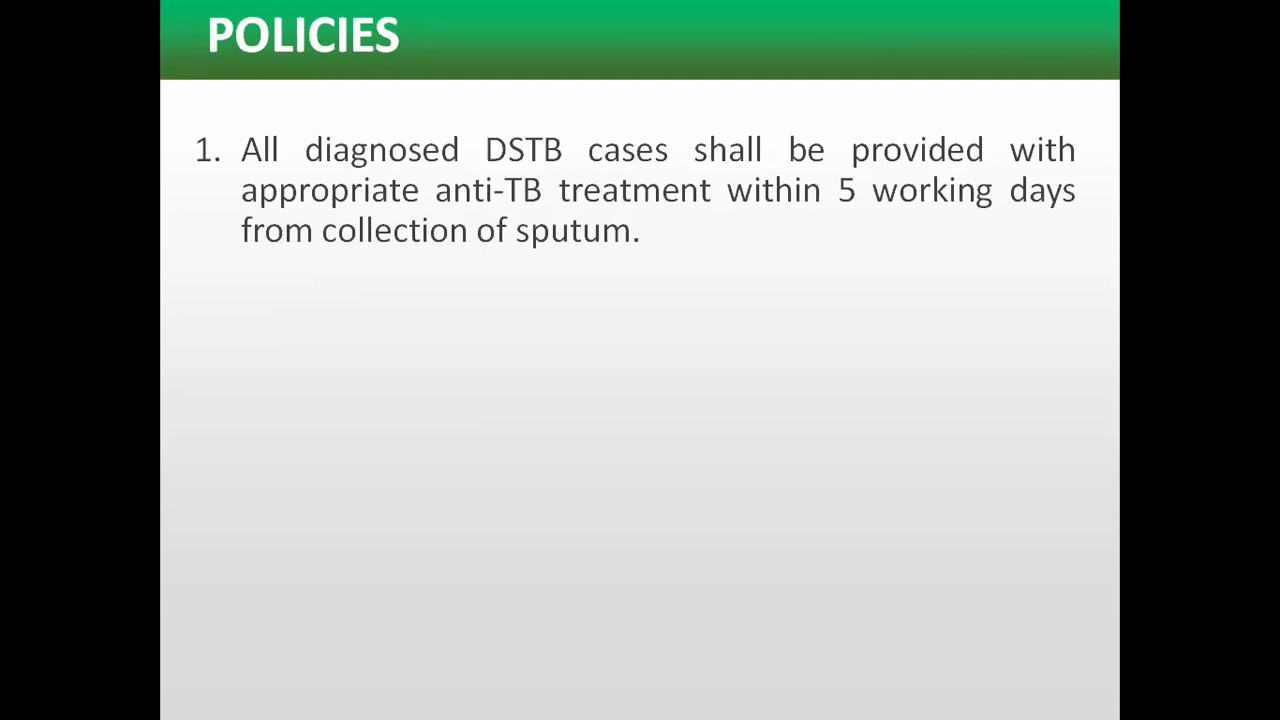 POLICIES
1. All diagnosed DSTB cases shall be provided with
appropriate anti-TB treatment within 5 working days
from collection of sputum.